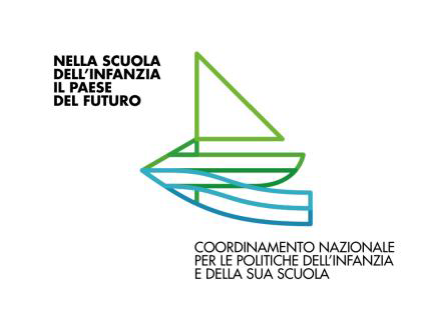 NELLA SCUOLA
DELL'INFANZIA
IL PAESE
DEL FUTURO
COORDINAMENTO NAZIONALE
PER LE POLITICHE DELL'INFANZIA
E DELLA SUA SCUOLA